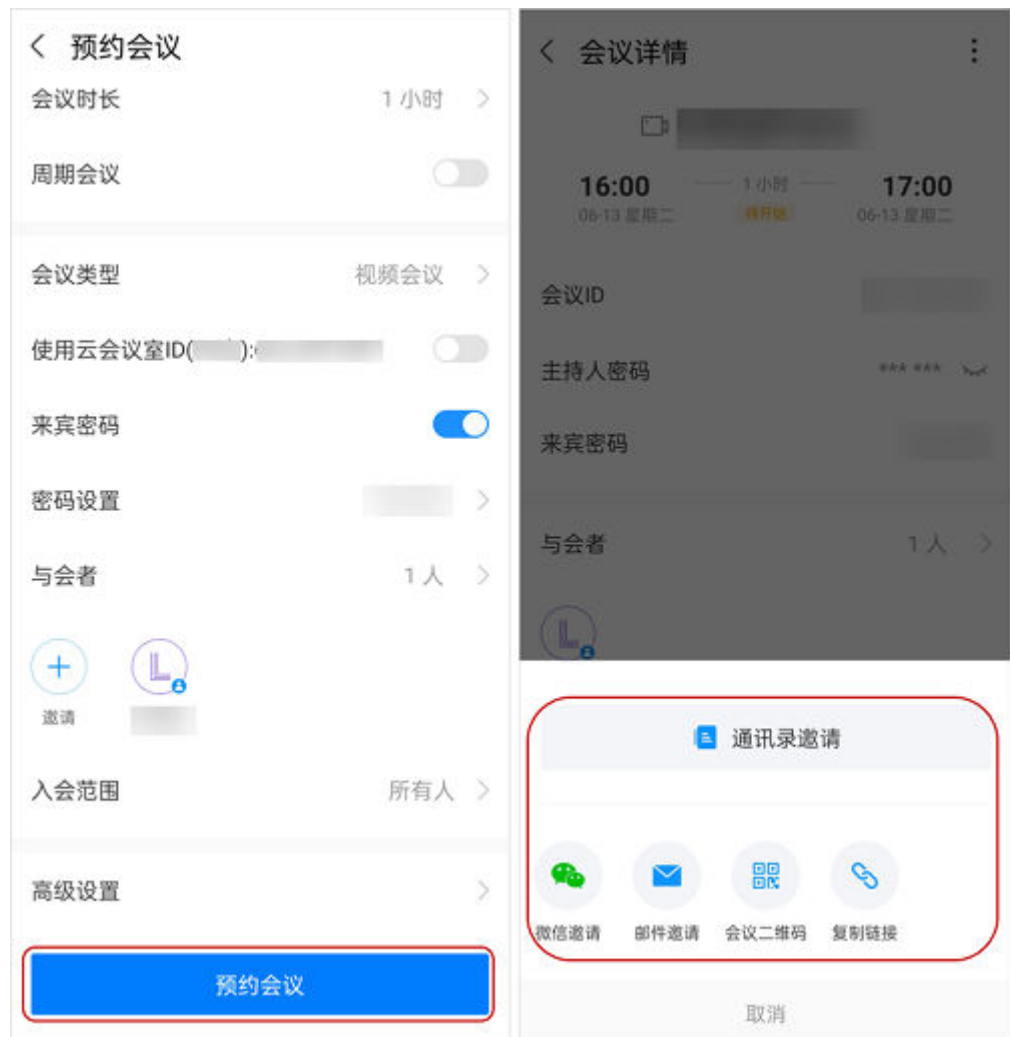 预约会议
会议时长 1 小时
周期会议
会议类型 视频会议
使用云会议室ID( ):
来宾密码
密码设置
与会者 1 人
L
邀请
入会范围 所有人
高级设置
预约会议
会议详情
16:00 1 小时 17:00
06-13 星期二 待开始 06-13 星期二
会议ID
主持人密码 *** ***
来宾密码
与会者 1 人
L
通讯录邀请
微信邀请 邮件邀请 会议二维码 复制链接
取消